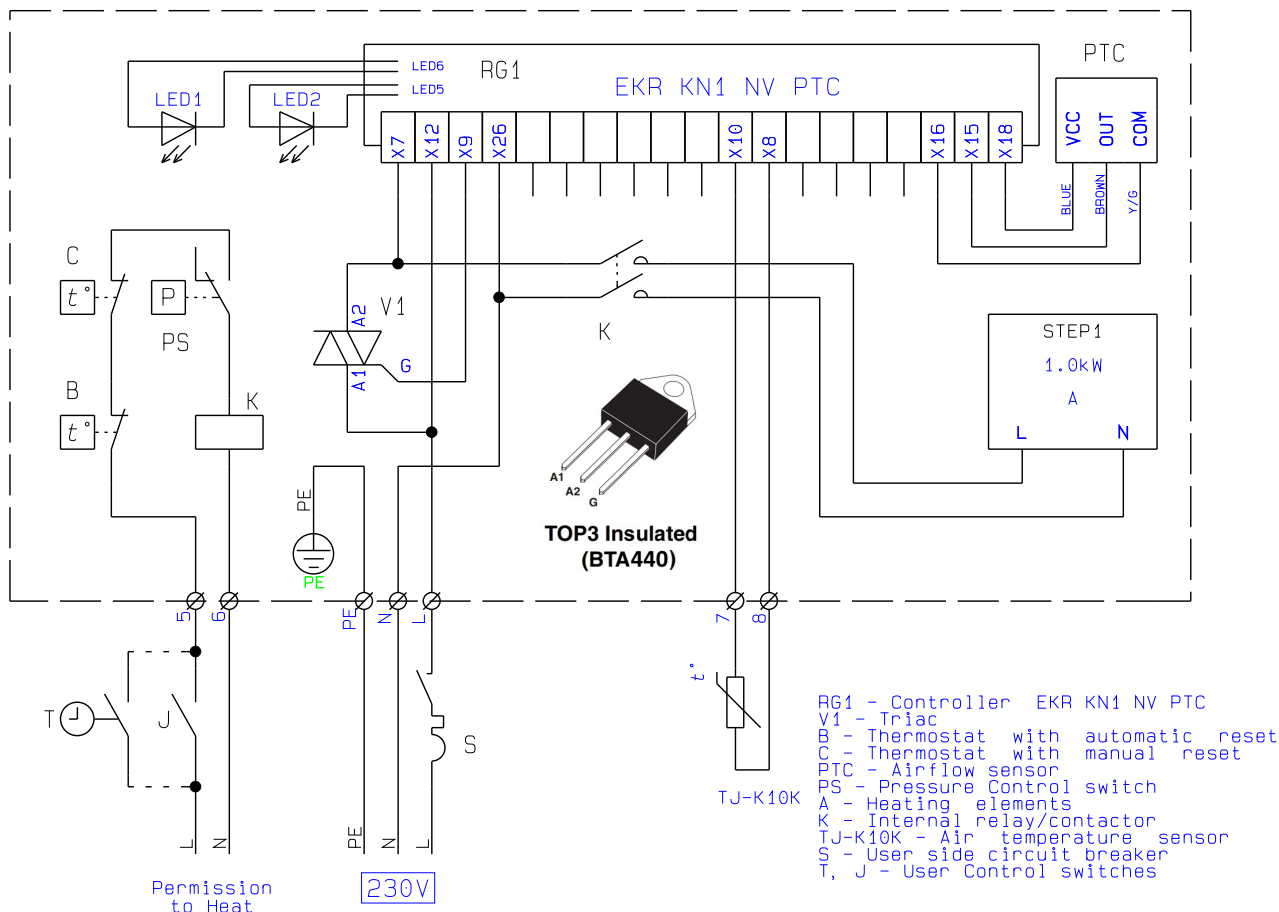 LED6
RG1
PTC
LED5
EKR KN1 NV PTC
LED1
LED2
X7
X12
X9
X26
X10
X8
X16
X15
X18
VCC
OUT
COM
BLUE
BROWN
Y/G
C
t°
P
PS
A2
V1
A1
G
K
STEP1
1.0kW
A
L
N
B
t°
K
A1
A2
G
TOP3 Insulated
(BTA440)
PE
PE
5
6
PE
N
L
7
8
T
J
S
t°
TJ-K10K
L
N
PE
N
L
Permission
to Heat
230V
RG1 - Controller EKR KN1 NV PTC
V1 - Triac
B - Thermostat with automatic reset
C - Thermostat with manual reset
PTC - Airflow sensor
PS - Pressure Control switch
A - Heating elements
K - Internal relay/contactor
TJ-K10K - Air temperature sensor
S - User side circuit breaker
T, J - User Control switches